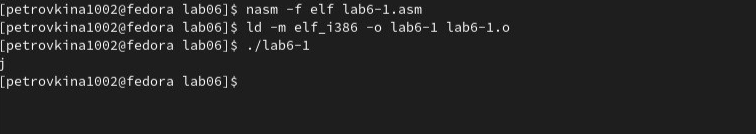 [petrovkina1002@fedora lab06]$ nasm -f elf lab6-1.asm
[petrovkina1002@fedora lab06]$ ld -m elf_i386 -o lab6-1 lab6-1.o
[petrovkina1002@fedora lab06]$ ./lab6-1
j
[petrovkina1002@fedora lab06]$